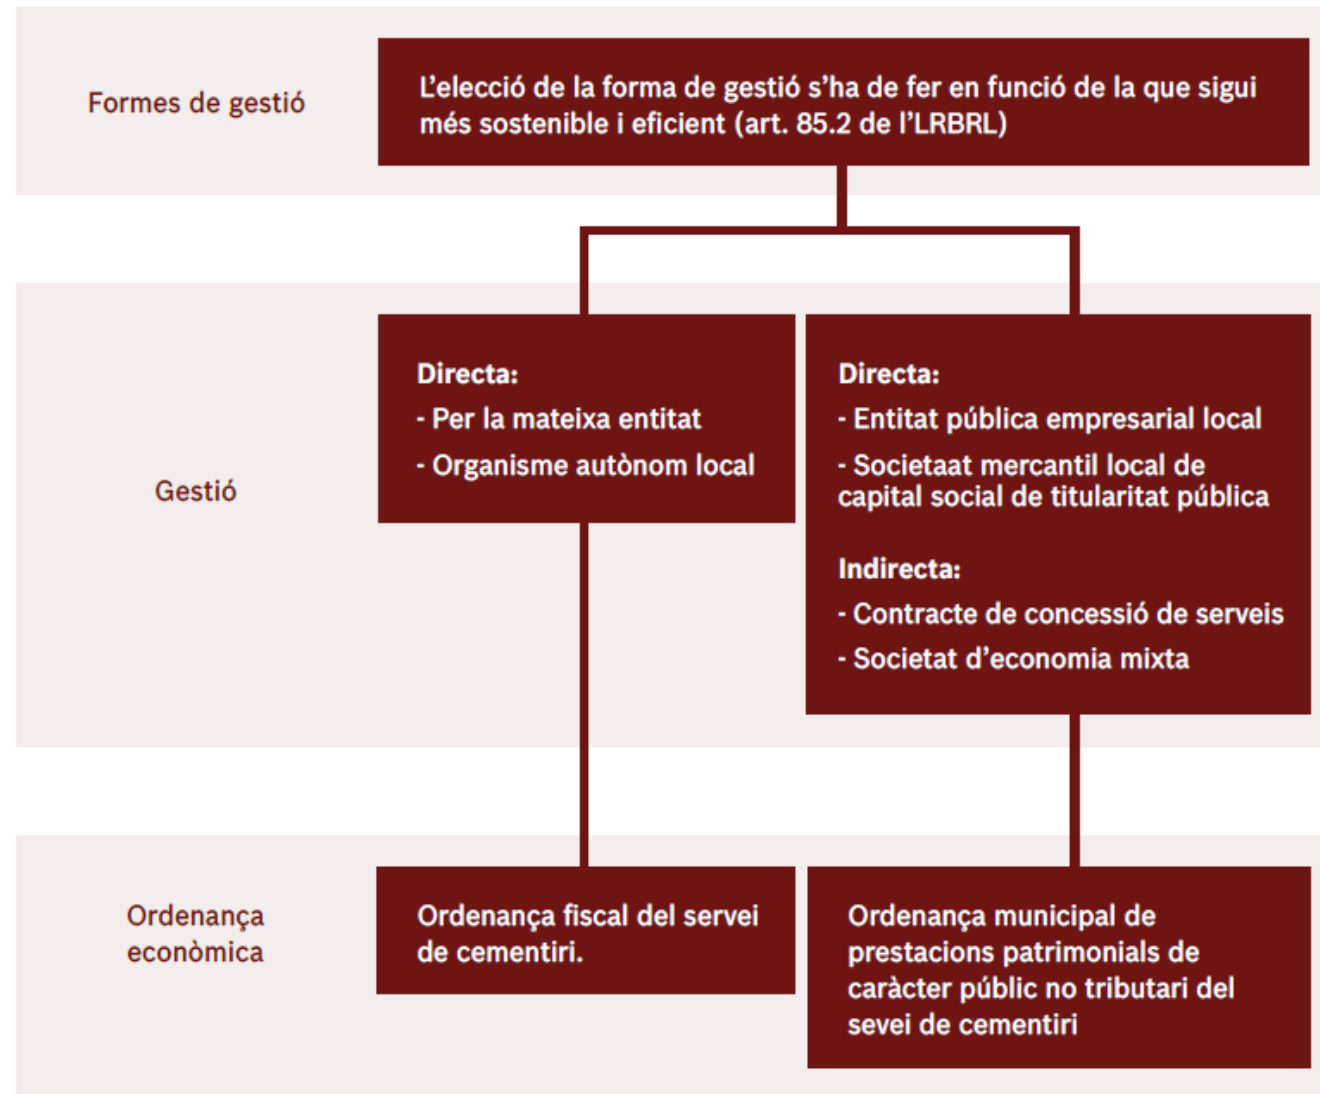 Formes de gestió
L'elecció de la forma de gestió s'ha de fer en funció de la que sigui
més sostenible i eficient (art. 85.2 de l'LRBRL)
Gestió
Directa:
- Per la mateixa entitat
- Organisme autònom local
Directa:
- Entitat pública empresarial local
- Societaat mercantil local de
capital social de titularitat pública
Indirecta:
- Contracte de concessió de serveis
- Societat d'economia mixta
Ordenança
econòmica
Ordenança fiscal del servei
de cementiri.
Ordenança municipal de
prestacions patrimonials de
caràcter públic no tributari del
sevei de cementiri